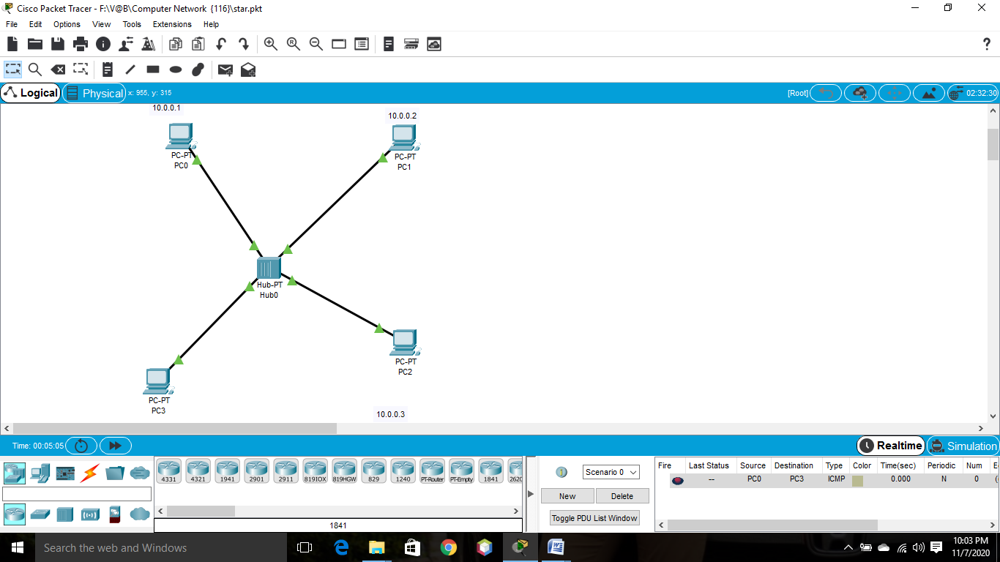 Cisco Packet Tracer - F:\V@B\Computer Network {116}\star.pkt
File Edit Options View Tools Extensions Help
R
?
Logical Physical x: 955, y: 315 [Root] 02:32:30
10.0.0.1
10.0.0.2
PC-PT
PC0
PC-PT
PC1
Hub-PT
Hub0
PC-PT
PC2
PC-PT
PC3
10.0.0.3
Time: 00:05:05 Realtime Simulation
4331 4321 1941 2901 2911 819IOX 819HGW 829 1240 PT-Router PT-Empty 1841 2620
1841
Scenario 0
New Delete
Toggle PDU List Window
Fire Last Status Source Destination Type Color Time(sec) Periodic Num E
-- PC0 PC3 ICMP 0.000 N 0 (
Search the web and Windows
10:03 PM
11/7/2020